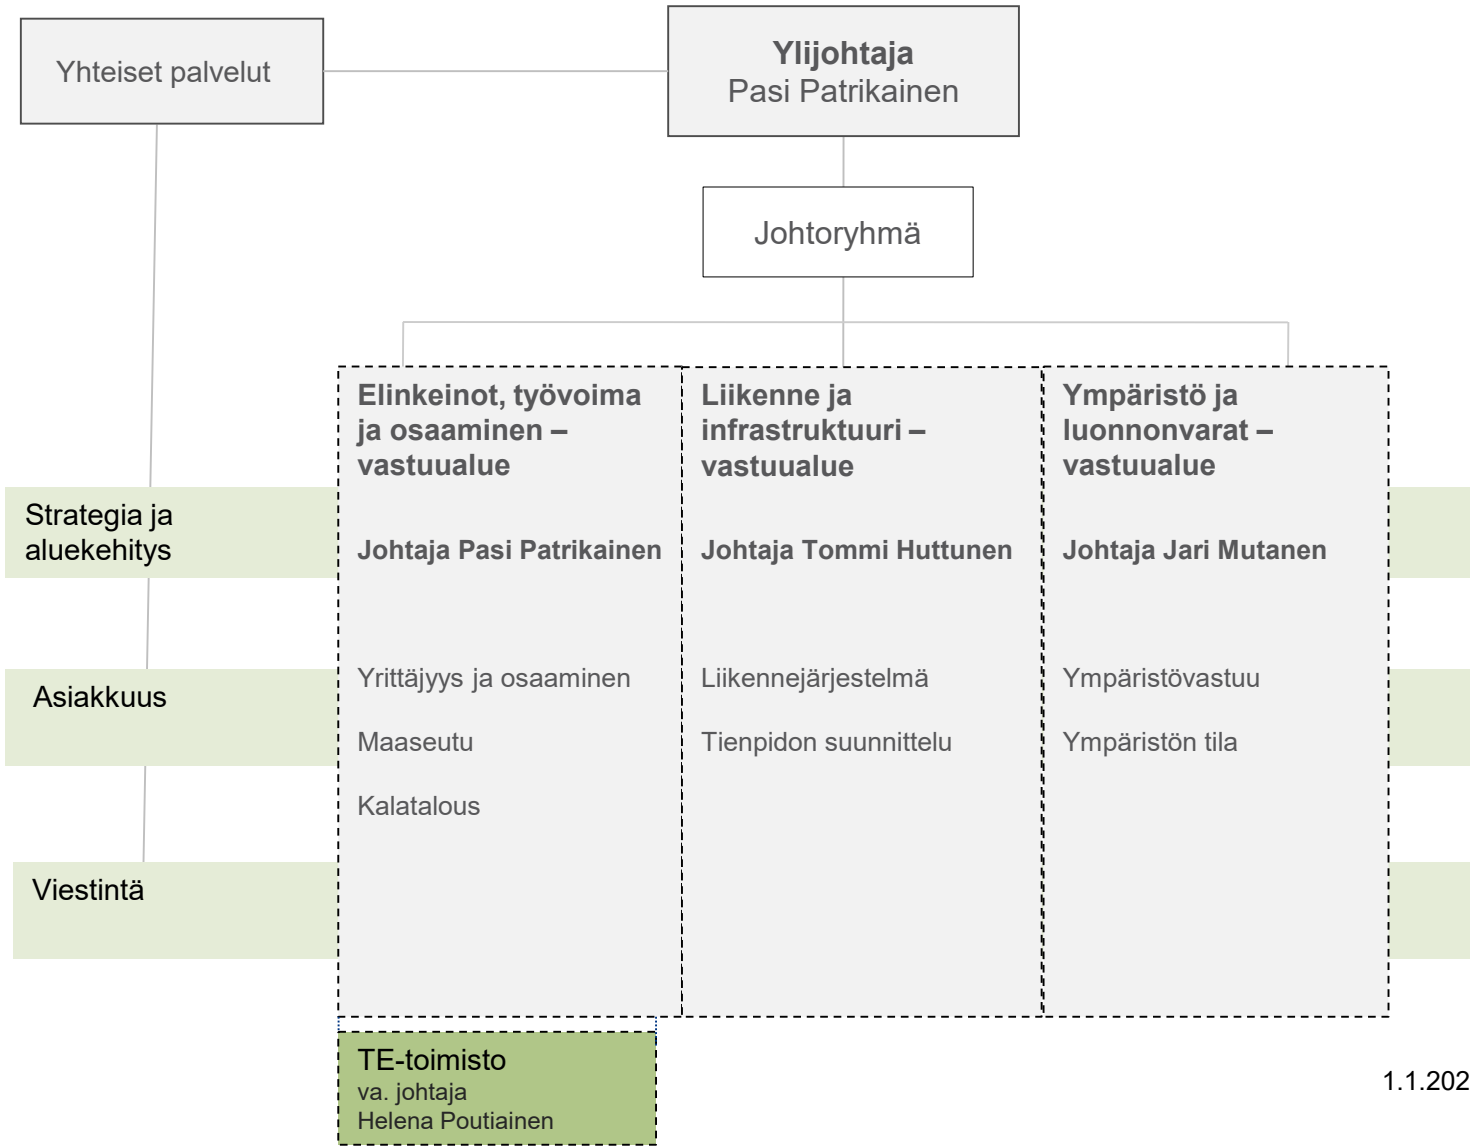 Yhteiset palvelut
Ylijohtaja
Pasi Patrikainen
Johtoryhmä
Elinkeinot, työvoima
ja osaaminen –
vastuualue
Johtaja Pasi Patrikainen
Yrittäjyys ja osaaminen
Maaseutu
Kalatalous
Liikenne ja
infrastruktuuri –
vastuualue
Johtaja Tommi Huttunen
Liikennejärjestelmä
Tienpidon suunnittelu
Ympäristö ja
luonnonvarat –
vastuualue
Johtaja Jari Mutanen
Ympäristövastuu
Ympäristön tila
Strategia ja
aluekehitys
Asiakkuus
Viestintä
TE-toimisto
va. johtaja
Helena Poutiainen
1.1.202